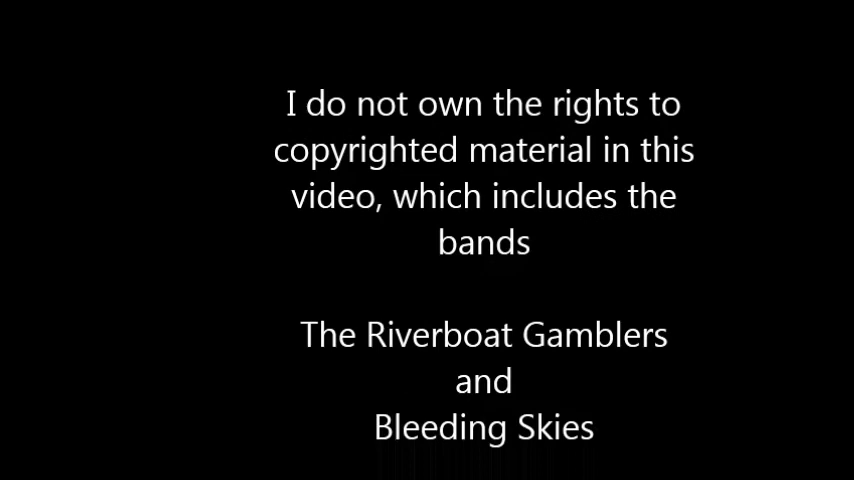 I do not own the rights to
copyrighted material in this
video, which includes the
bands
The Riverboat Gamblers
and
Bleeding Skies